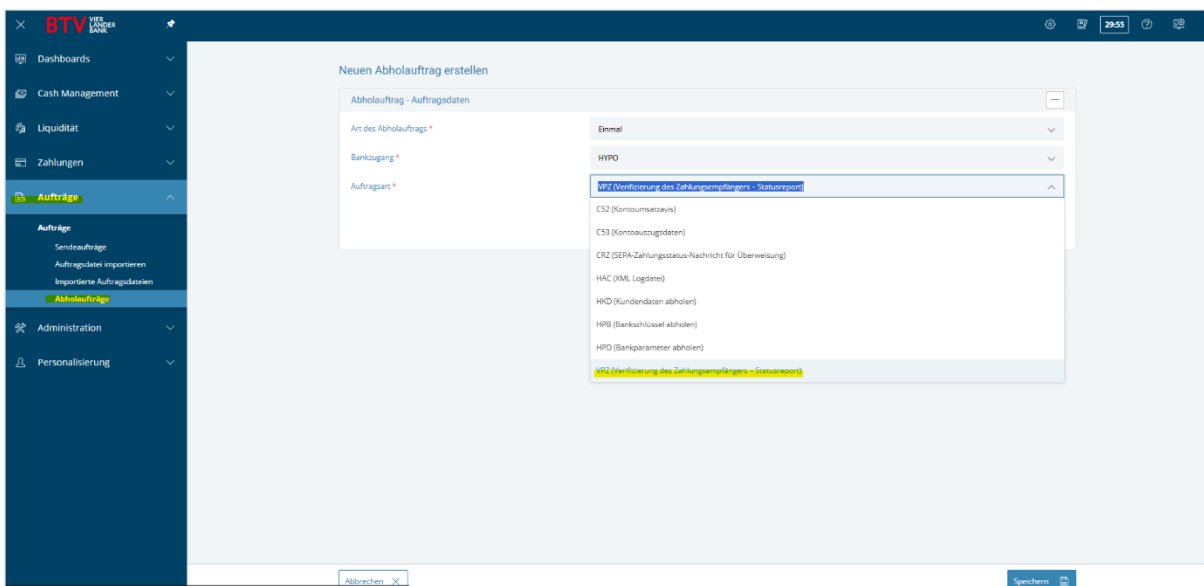 BTV VIER LÄNDER BANK
29:55
Dashboards
Cash Management
Liquidität
Zahlungen
Aufträge
Aufträge
Sendeaufträge
Auftragsdatei importieren
Importierte Auftragsdateien
Abholaufträge
Administration
Personalisierung
Neuen Abholauftrag erstellen
Abholauftrag - Auftragsdaten
Art des Abholauftrags * Einmal
Bankzugang * HYPO
Auftragsart * VPZ (Verifizierung des Zahlungsempfängers – Statusreport)
C52 (Kontoumsatzavis)
C53 (Kontoauszugsdaten)
CRZ (SEPA-Zahlungsstatus-Nachricht für Überweisung)
HAC (XML Logdatei)
HKD (Kundendaten abholen)
HPB (Bankschlüssel abholen)
HPD (Bankparameter abholen)
VPZ (Verifizierung des Zahlungsempfängers – Statusreport)
Abbrechen
Speichern